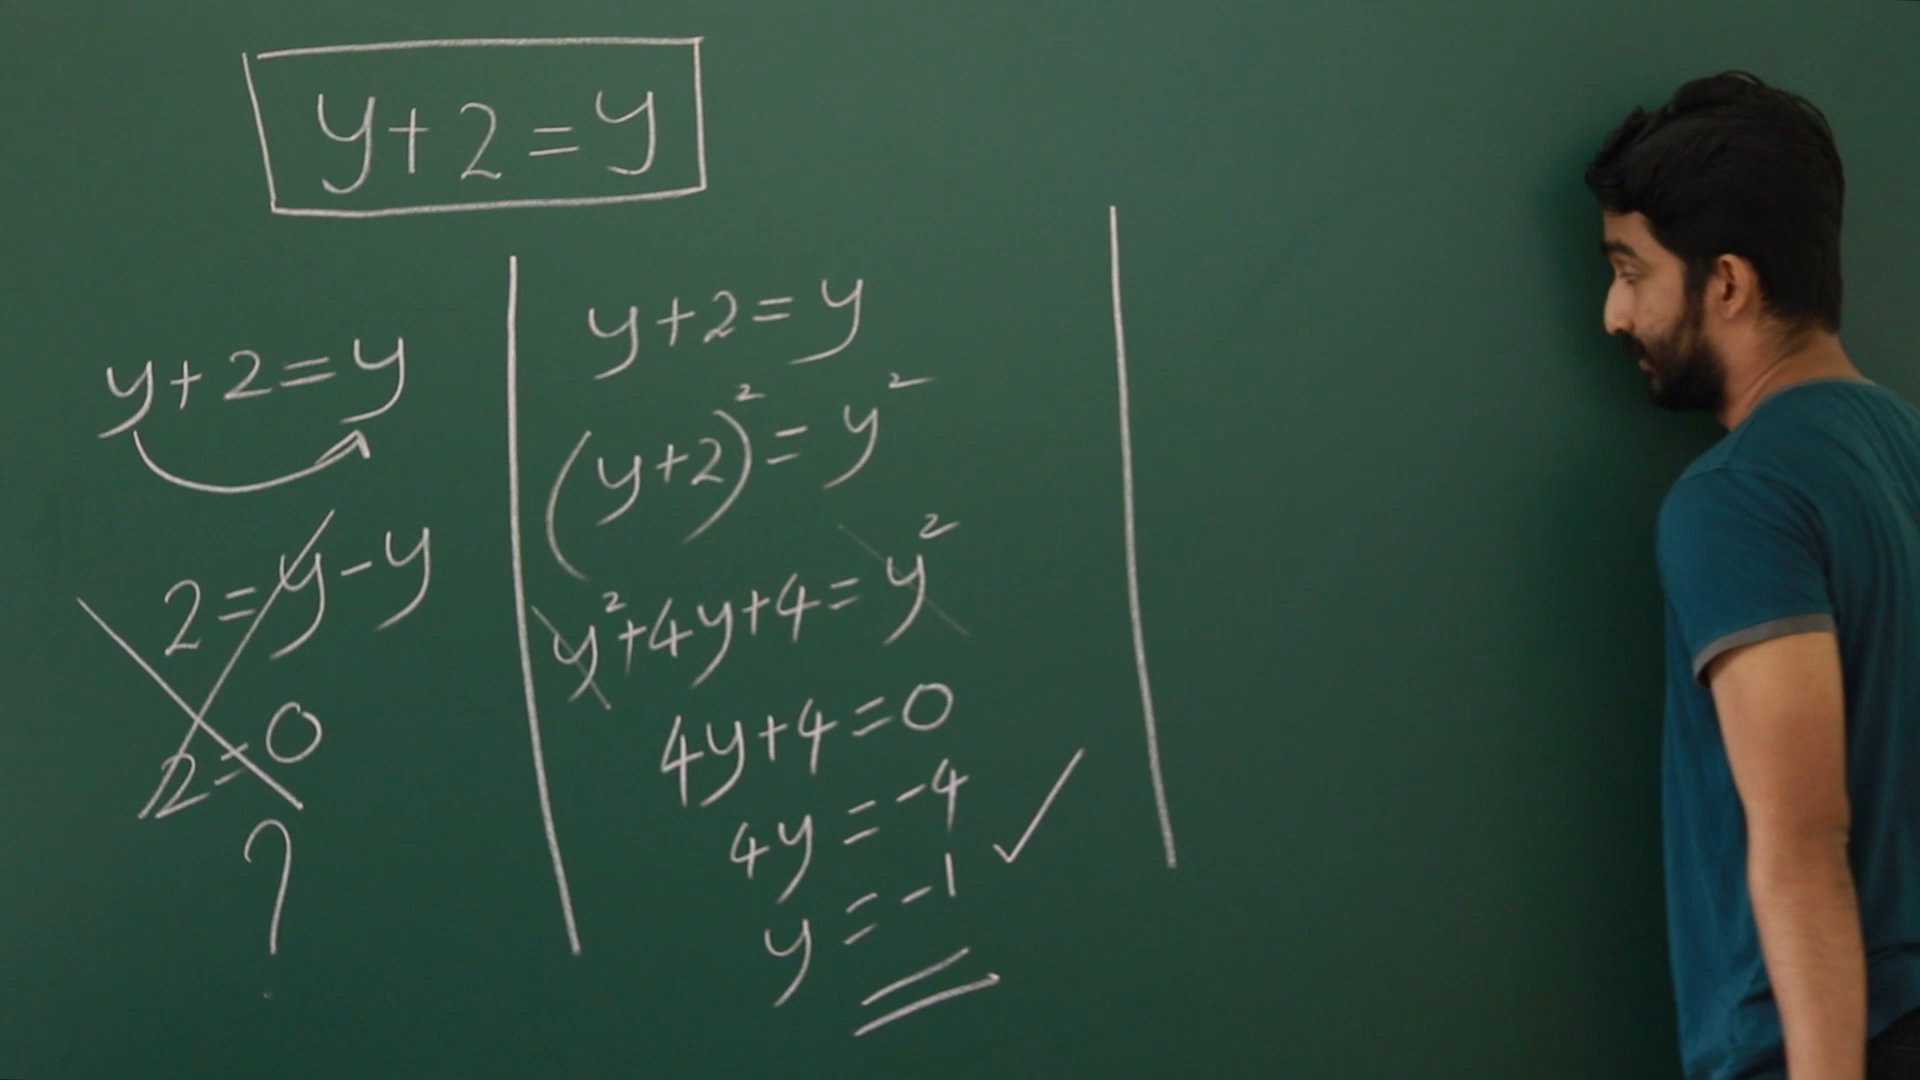 y+2=y
y+2=y
2=y-y
2=0
?
y+2=y
(y+2)²=y²
y²+4y+4=y²
4y+4=0
4y=-4
y=-1